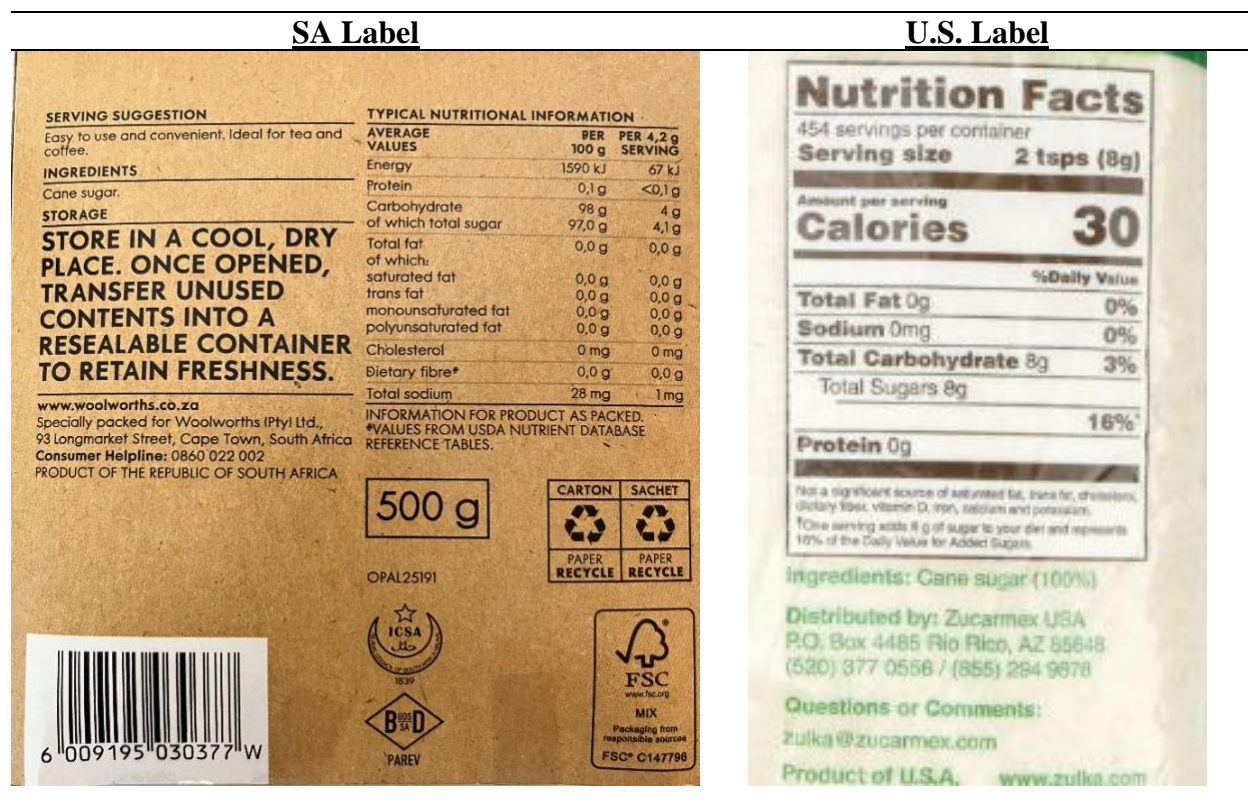 SA Label
U.S. Label
SERVING SUGGESTION
Easy to use and convenient. Ideal for tea and
coffee.
INGREDIENTS
Cane sugar.
STORAGE
STORE IN A COOL, DRY
PLACE. ONCE OPENED,
TRANSFER UNUSED
CONTENTS INTO A
RESEALABLE CONTAINER
TO RETAIN FRESHNESS.
www.woolworths.co.za
Specially packed for Woolworths (Pty) Ltd.,
93 Longmarket Street, Cape Town, South Africa
Consumer Helpline: 0860 022 002
PRODUCT OF THE REPUBLIC OF SOUTH AFRICA
6 009195 030377 W
TYPICAL NUTRITIONAL INFORMATION
AVERAGE PER PER 4,2 g
VALUES 100 g SERVING
Energy 1590 kJ 67 kJ
Protein 0,1 g <0,1 g
Carbohydrate 98 g 4 g
of which total sugar 97,0 g 4,1 g
Total fat 0,0 g 0,0 g
of which:
saturated fat 0,0 g 0,0 g
trans fat 0,0 g 0,0 g
monounsaturated fat 0,0 g 0,0 g
polyunsaturated fat 0,0 g 0,0 g
Cholesterol 0 mg 0 mg
Dietary fibre* 0,0 g 0,0 g
Total sodium 28 mg 1 mg
INFORMATION FOR PRODUCT AS PACKED.
*VALUES FROM USDA NUTRIENT DATABASE
REFERENCE TABLES.
500 g
CARTON SACHET
PAPER PAPER
RECYCLE RECYCLE
OPAL25191
ICSA
1839
B UOS SA D
PAREV
FSC
www.fsc.org
MIX
Packaging from
responsible sources
FSC® C147796
Nutrition Facts
454 servings per container
Serving size 2 tsps (8g)
Amount per serving
Calories 30
%Daily Value
Total Fat 0g 0%
Sodium 0mg 0%
Total Carbohydrate 8g 3%
Total Sugars 8g
16%†
Protein 0g
Not a significant source of saturated fat, trans fat, cholesterol,
dietary fiber, vitamin D, iron, calcium and potassium.
†One serving adds 8 g of sugar to your diet and represents
16% of the Daily Value for Added Sugars.
Ingredients: Cane sugar (100%)
Distributed by: Zucarmex USA
P.O. Box 4485 Rio Rico, AZ 85648
(520) 377 0556 / (855) 294 9878
Questions or Comments:
zulka@zucarmex.com
Product of U.S.A. www.zulka.com